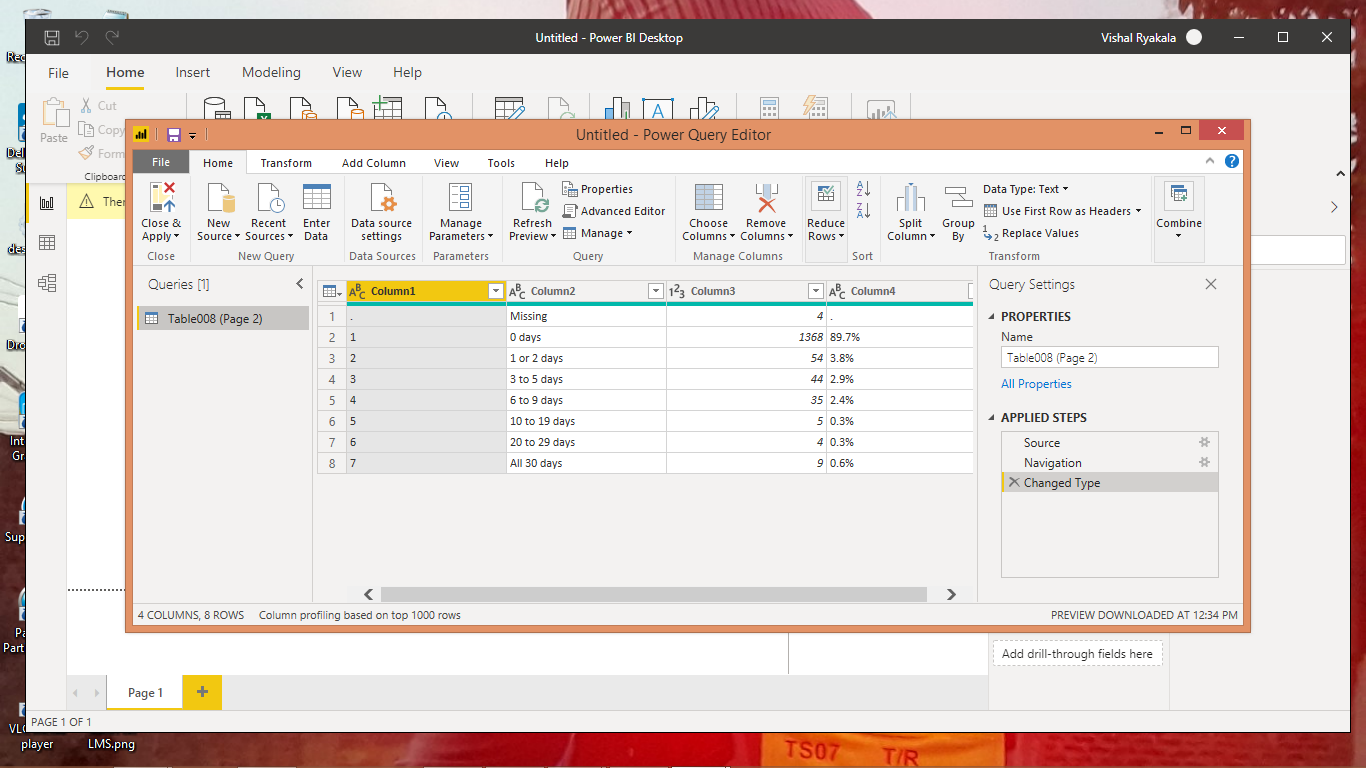 Untitled - Power BI Desktop
Vishal Ryakala
File Home Insert Modeling View Help
Cut
Copy
Paste
Clipboard
Untitled - Power Query Editor
File Home Transform Add Column View Tools Help
Close & Apply
New Source
Recent Sources
Enter Data
Data source settings
Manage Parameters
Refresh Preview
Properties
Advanced Editor
Manage
Choose Columns
Remove Columns
Reduce Rows
Split Column
Group By
Data Type: Text
Use First Row as Headers
Replace Values
Combine
Close New Query Data Sources Parameters Query Manage Columns Sort Transform
Queries [1]
Table008 (Page 2)
Column1 Column2 Column3 Column4
1 . Missing 4 .
2 1 0 days 1368 89.7%
3 2 1 or 2 days 54 3.8%
4 3 3 to 5 days 44 2.9%
5 4 6 to 9 days 35 2.4%
6 5 10 to 19 days 5 0.3%
7 6 20 to 29 days 4 0.3%
8 7 All 30 days 9 0.6%
Query Settings
PROPERTIES
Name
Table008 (Page 2)
All Properties
APPLIED STEPS
Source
Navigation
Changed Type
4 COLUMNS, 8 ROWS Column profiling based on top 1000 rows
PREVIEW DOWNLOADED AT 12:34 PM
Add drill-through fields here
Page 1
PAGE 1 OF 1
player
LMS.png
TS07 T/R